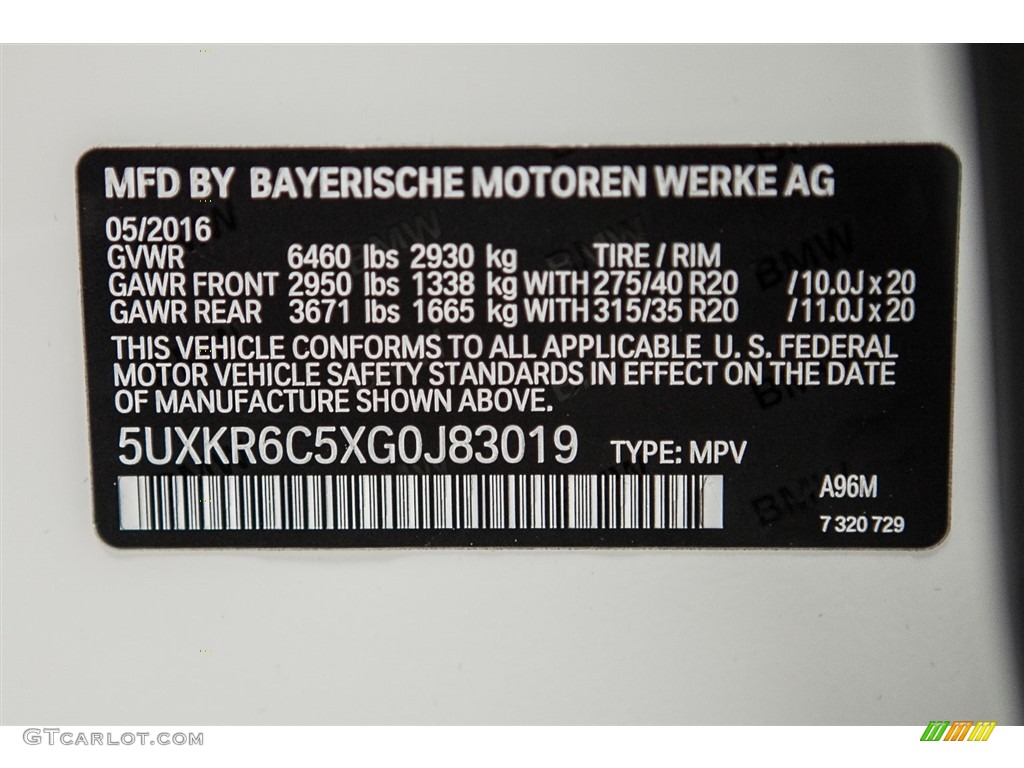 MFD BY BAYERISCHE MOTOREN WERKE AG
05/2016
GVWR 6460 lbs 2930 kg TIRE / RIM
GAWR FRONT 2950 lbs 1338 kg WITH 275/40 R20 /10.0J x 20
GAWR REAR 3671 lbs 1665 kg WITH 315/35 R20 /11.0J x 20
THIS VEHICLE CONFORMS TO ALL APPLICABLE U. S. FEDERAL
MOTOR VEHICLE SAFETY STANDARDS IN EFFECT ON THE DATE
OF MANUFACTURE SHOWN ABOVE.
5UXKR6C5XG0J83019 TYPE: MPV
A96M
7 320 729
GTCARLOT.COM